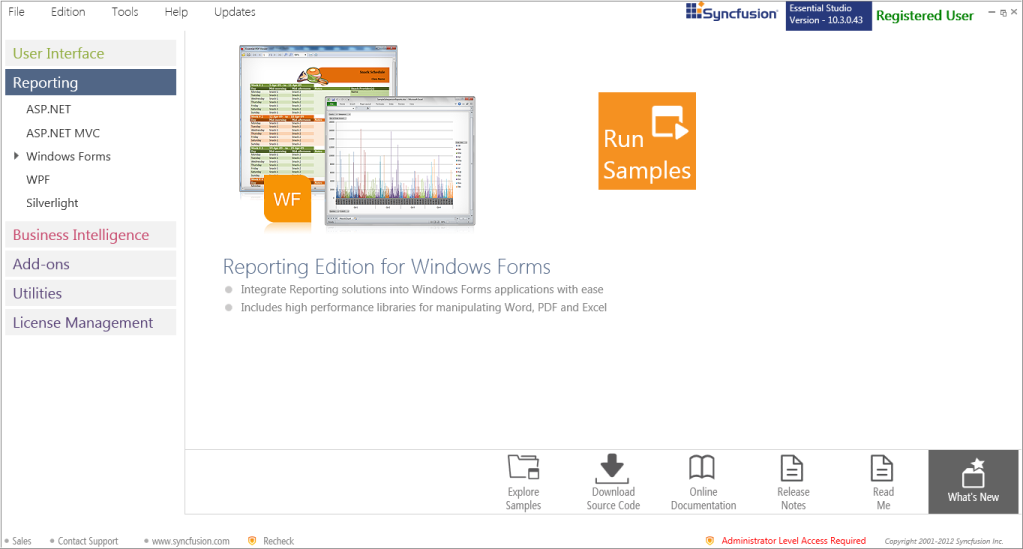 File Edition Tools Help Updates
Syncfusion
Essential Studio
Version - 10.3.0.43
Registered User
User Interface
Reporting
ASP.NET
ASP.NET MVC
Windows Forms
WPF
Silverlight
Business Intelligence
Add-ons
Utilities
License Management
WF
Run
Samples
Reporting Edition for Windows Forms
Integrate Reporting solutions into Windows Forms applications with ease
Includes high performance libraries for manipulating Word, PDF and Excel
Explore
Samples
Download
Source Code
Online
Documentation
Release
Notes
Read
Me
What's New
Sales Contact Support www.syncfusion.com Recheck
Administrator Level Access Required
Copyright 2001-2012 Syncfusion Inc.